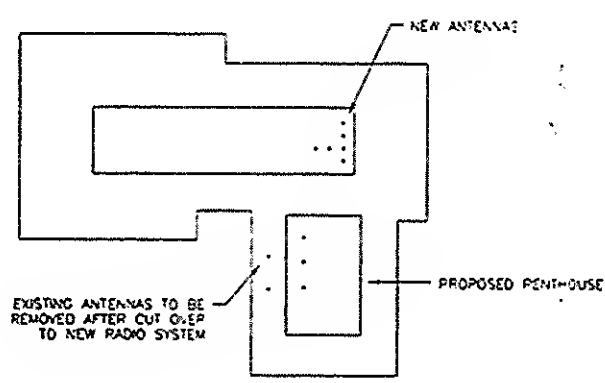 NEW ANTENNAS
PROPOSED PENTHOUSE
EXISTING ANTENNAS TO BE
REMOVED AFTER CUT OVER
TO NEW RADIO SYSTEM